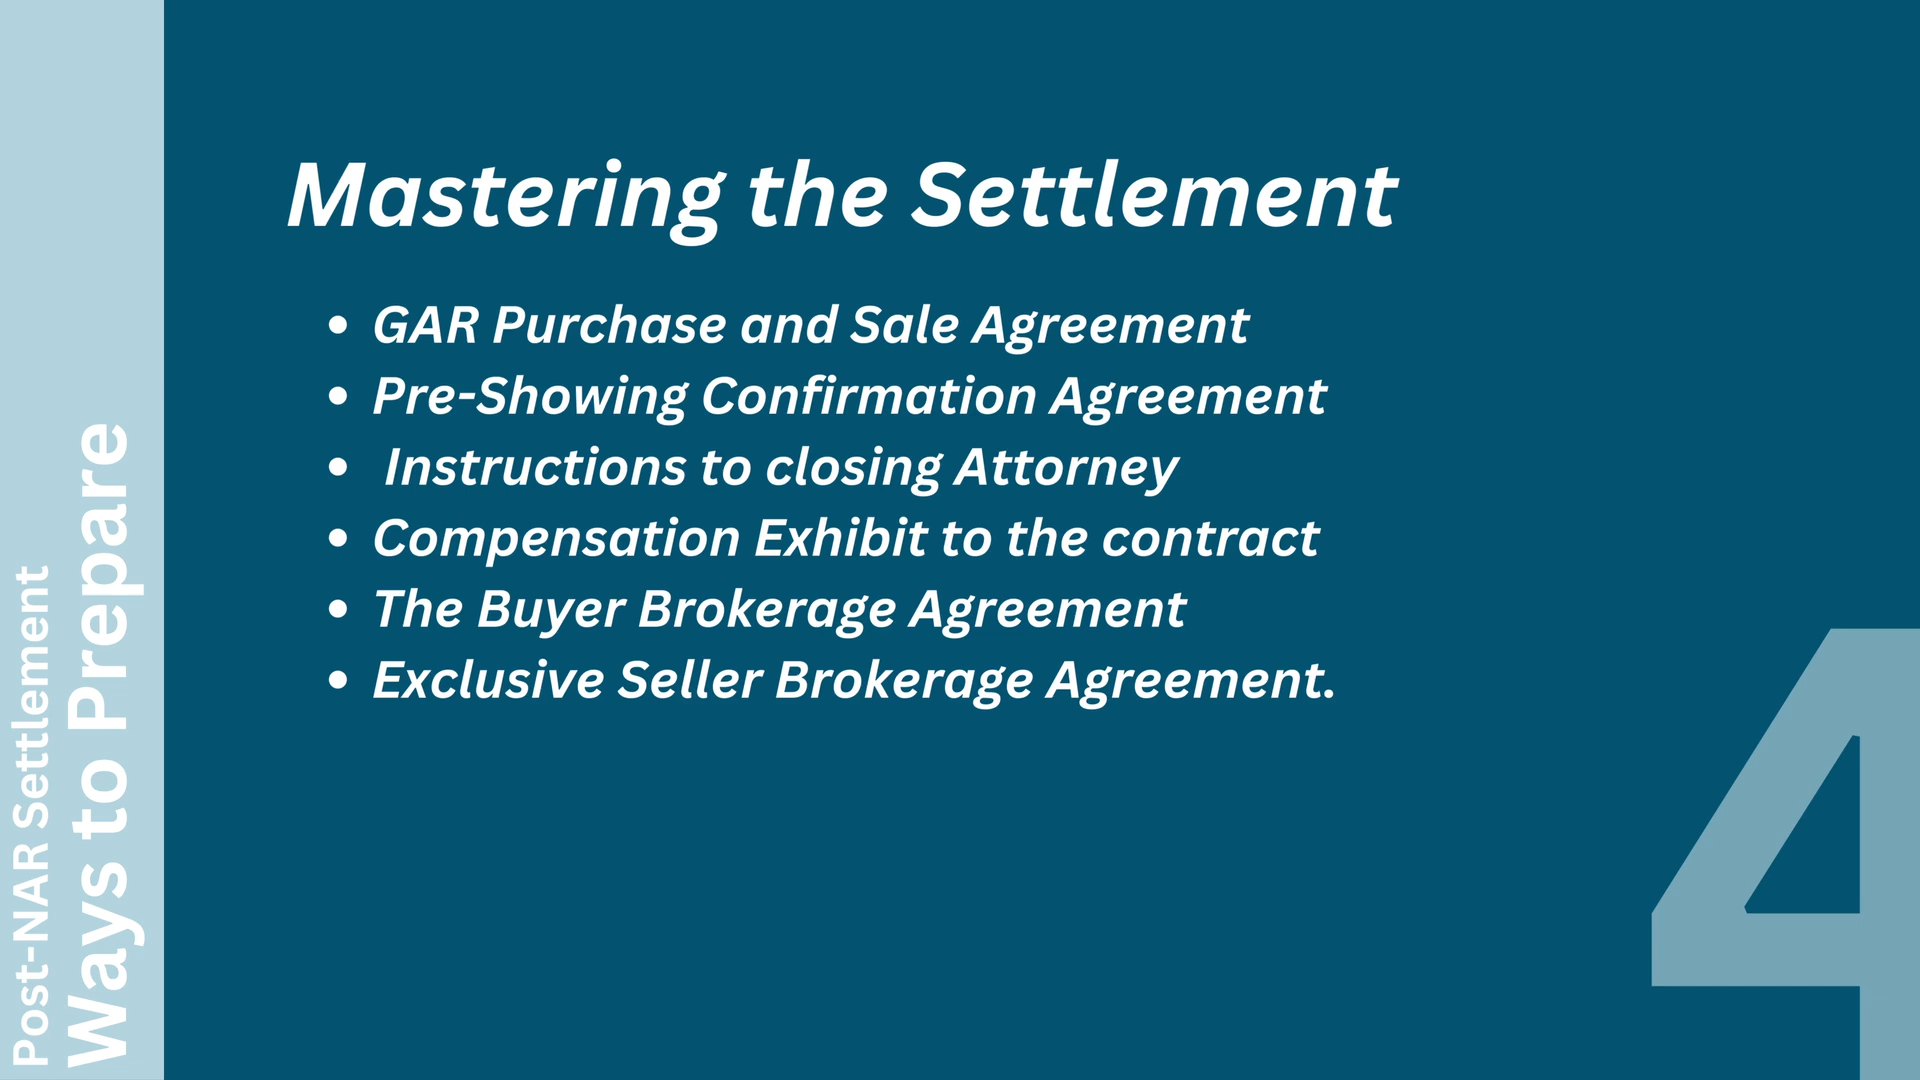 Post-NAR Settlement
Ways to Prepare
Mastering the Settlement
• GAR Purchase and Sale Agreement
• Pre-Showing Confirmation Agreement
• Instructions to closing Attorney
• Compensation Exhibit to the contract
• The Buyer Brokerage Agreement
• Exclusive Seller Brokerage Agreement.
4